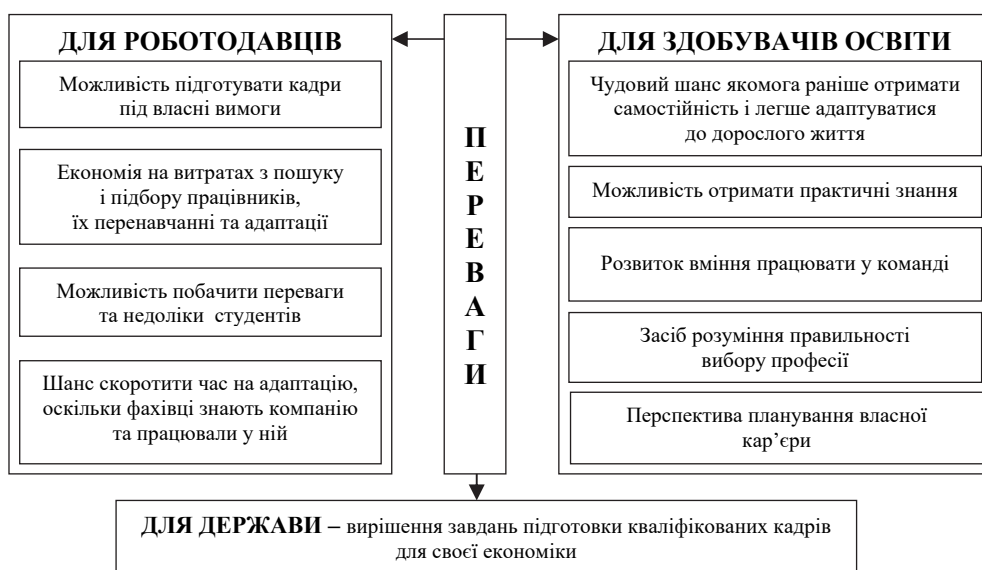 ДЛЯ РОБОТОДАВЦІВ
Можливість підготувати кадри
під власні вимоги
Економія на витратах з пошуку
і підбору працівників,
їх перенавчанні та адаптації
Можливість побачити переваги
та недоліки студентів
Шанс скоротити час на адаптацію,
оскільки фахівці знають компанію
та працювали у ній
П
Е
Р
Е
В
А
Г
И
ДЛЯ ЗДОБУВАЧІВ ОСВІТИ
Чудовий шанс якомога раніше отримати
самостійність і легше адаптуватися
до дорослого життя
Можливість отримати практичні знання
Розвиток вміння працювати у команді
Засіб розуміння правильності
вибору професії
Перспектива планування власної
кар’єри
ДЛЯ ДЕРЖАВИ – вирішення завдань підготовки кваліфікованих кадрів
для своєї економіки